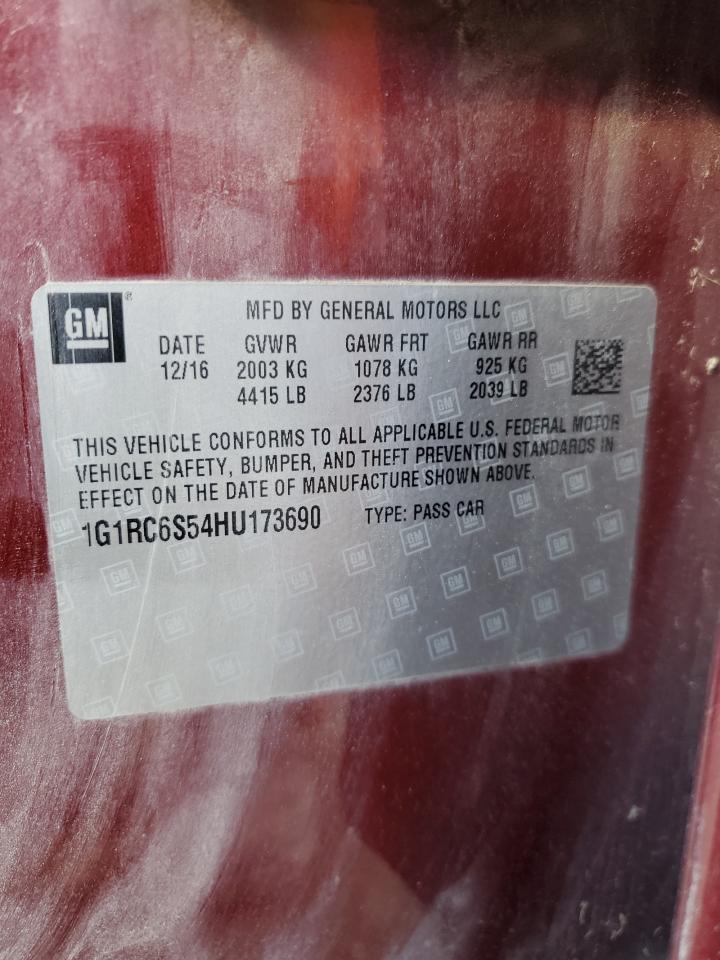 GM®
MFD BY GENERAL MOTORS LLC
DATE GVWR GAWR FRT GAWR RR
12/16 2003 KG 1078 KG 925 KG
4415 LB 2376 LB 2039 LB
THIS VEHICLE CONFORMS TO ALL APPLICABLE U.S. FEDERAL MOTOR
VEHICLE SAFETY, BUMPER, AND THEFT PREVENTION STANDARDS IN
EFFECT ON THE DATE OF MANUFACTURE SHOWN ABOVE.
1G1RC6S54HU173690 TYPE: PASS CAR